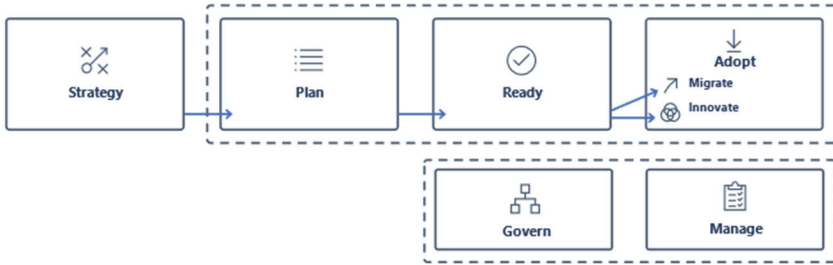 Strategy
Plan
Ready
Adopt
Migrate
Innovate
Govern
Manage